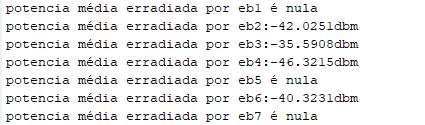 potencia média erradiada por eb1 é nula
potencia média erradiada por eb2:-42.0251dbm
potencia média erradiada por eb3:-35.5908dbm
potencia média erradiada por eb4:-46.3215dbm
potencia média erradiada por eb5 é nula
potencia média erradiada por eb6:-40.3231dbm
potencia média erradiada por eb7 é nula